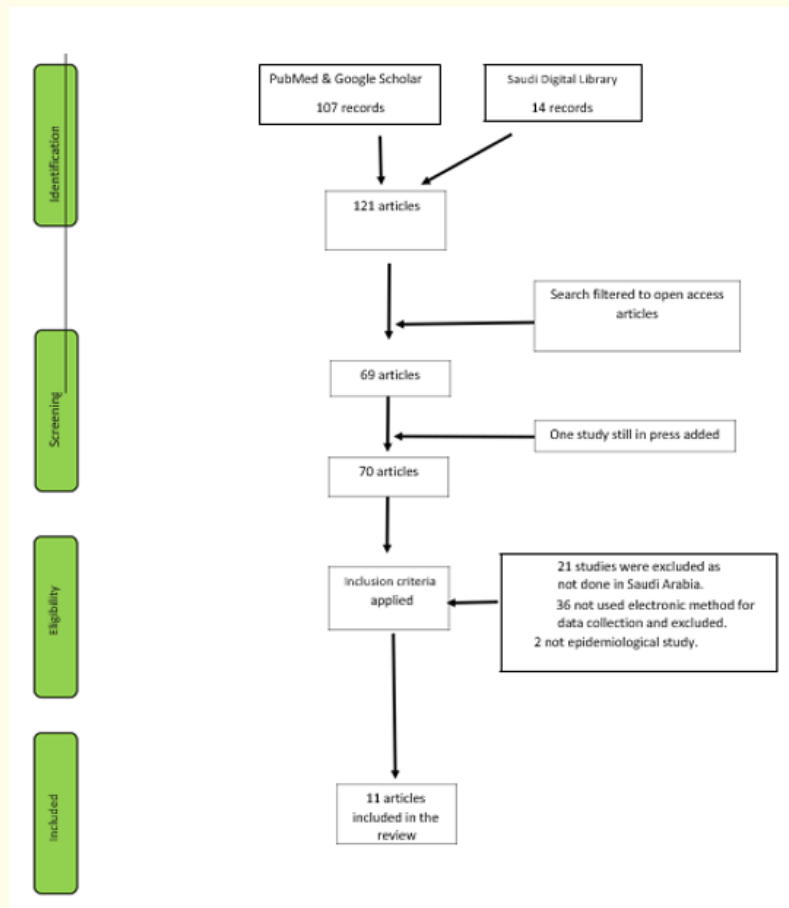 Identification
PubMed & Google Scholar
107 records
Saudi Digital Library
14 records
121 articles
Search filtered to open access
articles
Screening
69 articles
One study still in press added
70 articles
Eligibility
Inclusion criteria
applied
21 studies were excluded as
not done in Saudi Arabia.
36 not used electronic method for
data collection and excluded.
2 not epidemiological study.
Included
11 articles
included in the
review